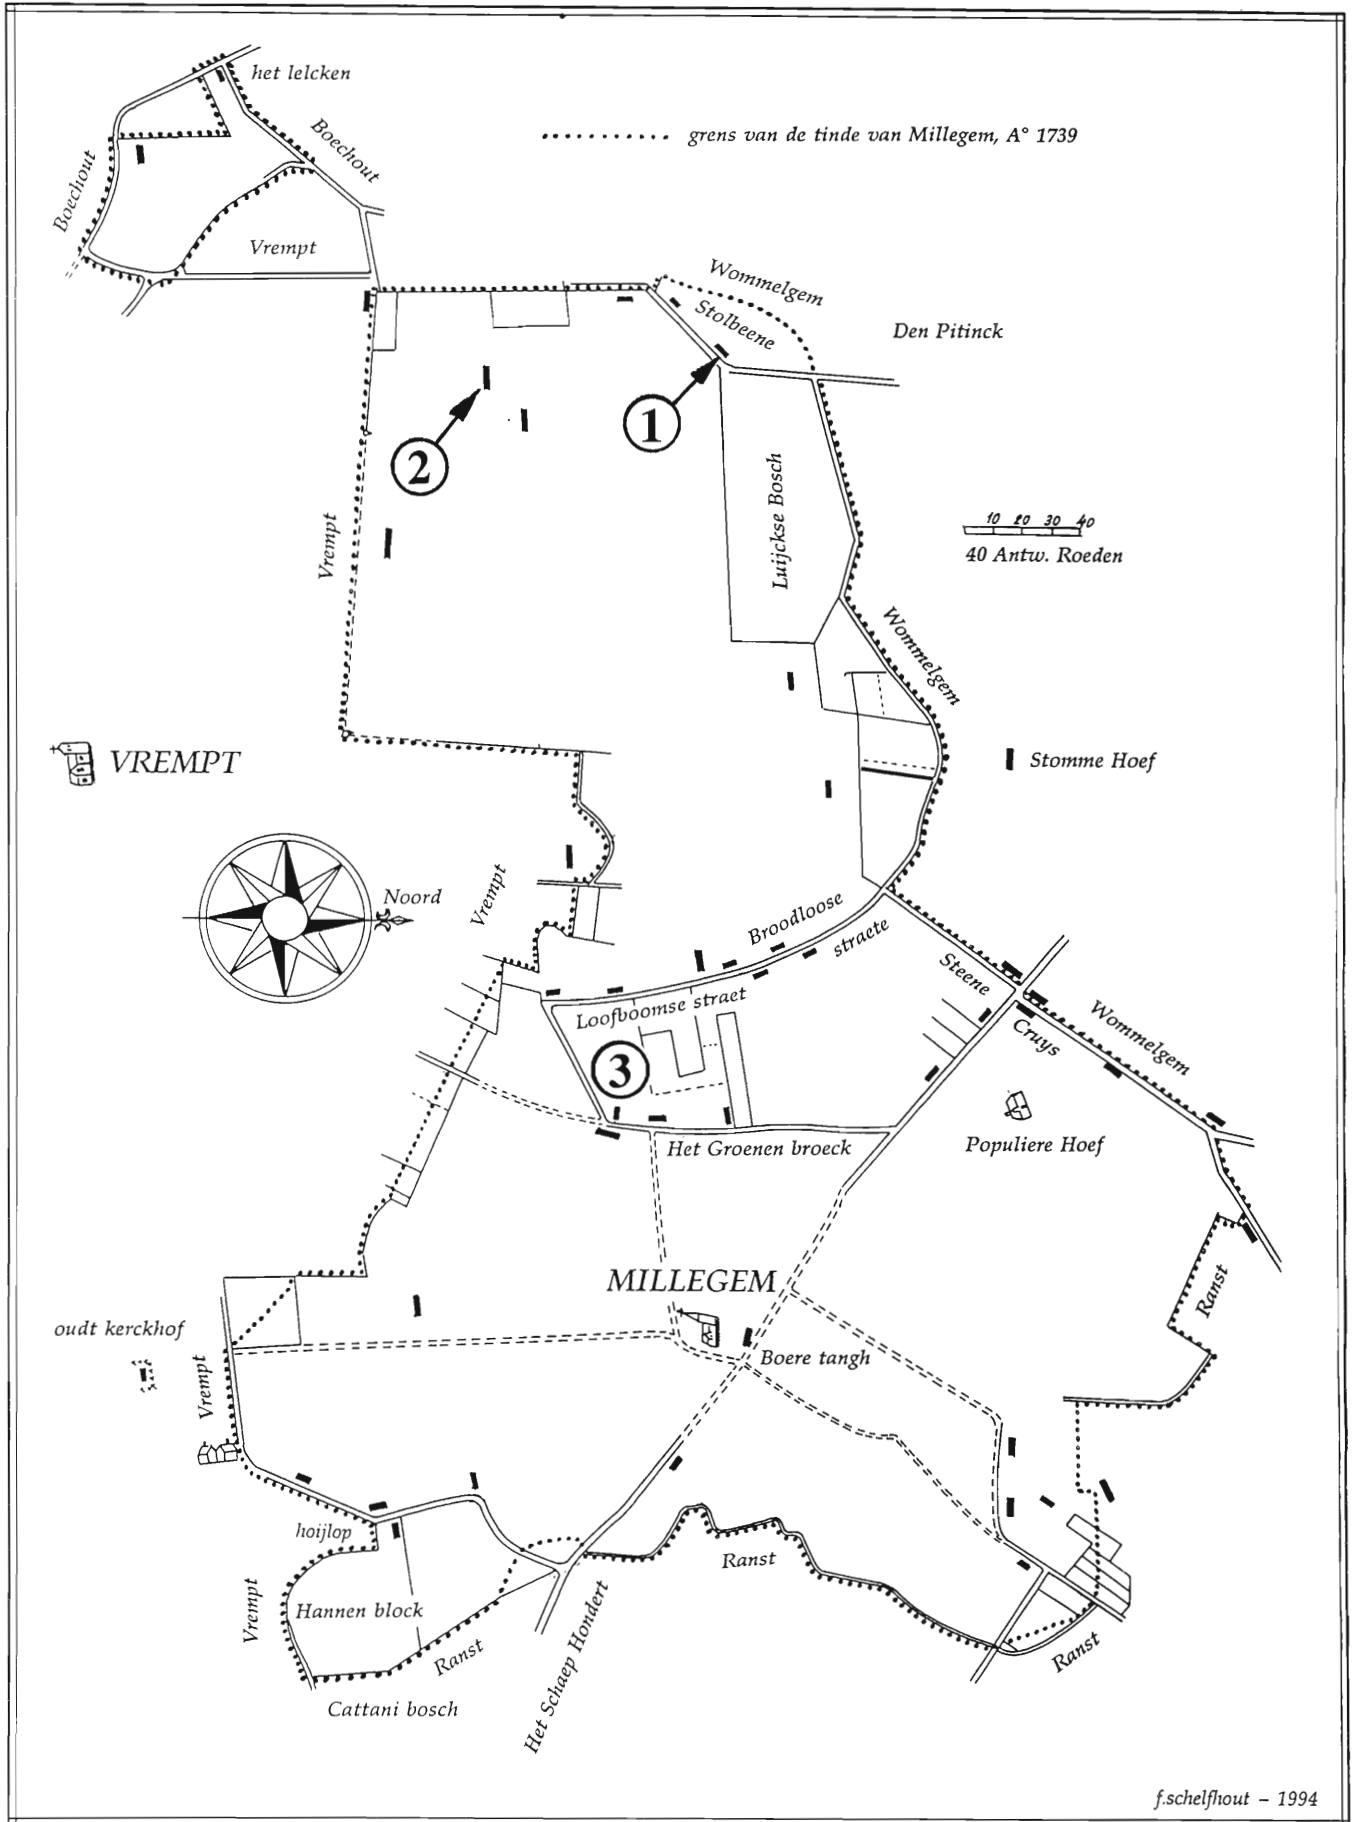 het lelcken
Boechout
Boechout
grens van de tinde van Millegem, A° 1739
Vrempt
Wommelgem
Stolbeene
Den Pitinck
1
2
Luijckse Bosch
Vrempt
10 20 30 40
40 Antw. Roeden
Wommelgem
VREMPT
Stomme Hoef
Noord
Vrempt
Broodloose
straete
Steene
Cruys
Wommelgem
Loofboomse straet
3
Het Groenen broeck
Populiere Hoef
MILLEGEM
Ranst
oudt kerckhof
Boere tangh
Vrempt
hoijlop
Ranst
Vrempt
Hannen block
Ranst
Ranst
Het Schaep Hondert
Cattani bosch
f.schelfhout – 1994